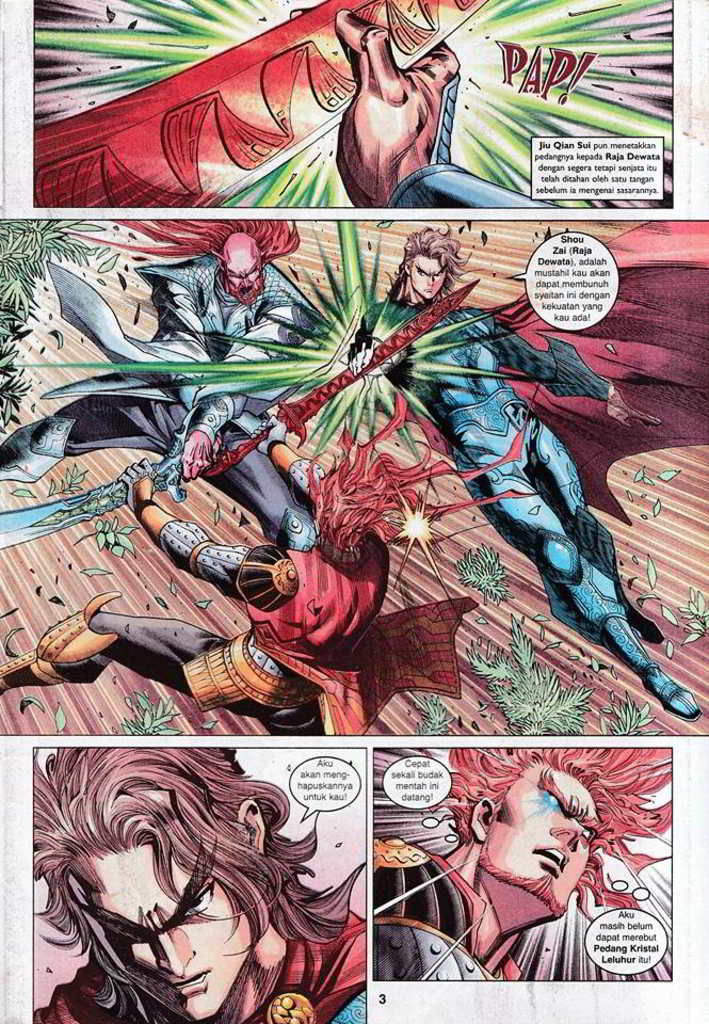 PAP!
Jiu Qian Sui pun menetakkan
pedangnya kepada Raja Dewata
dengan segera tetapi senjata itu
telah ditahan oleh satu tangan
sebelum ia mengenai sasarannya.
Shou
Zai (Raja
Dewata), adalah
mustahil kau akan
dapat membunuh
syaitan ini dengan
kekuatan yang
kau ada!
Aku
akan meng-
hapuskannya
untuk kau!
Cepat
sekali budak
mentah ini
datang!
Aku
masih belum
dapat merebut
Pedang Kristal
Leluhur itu!
3